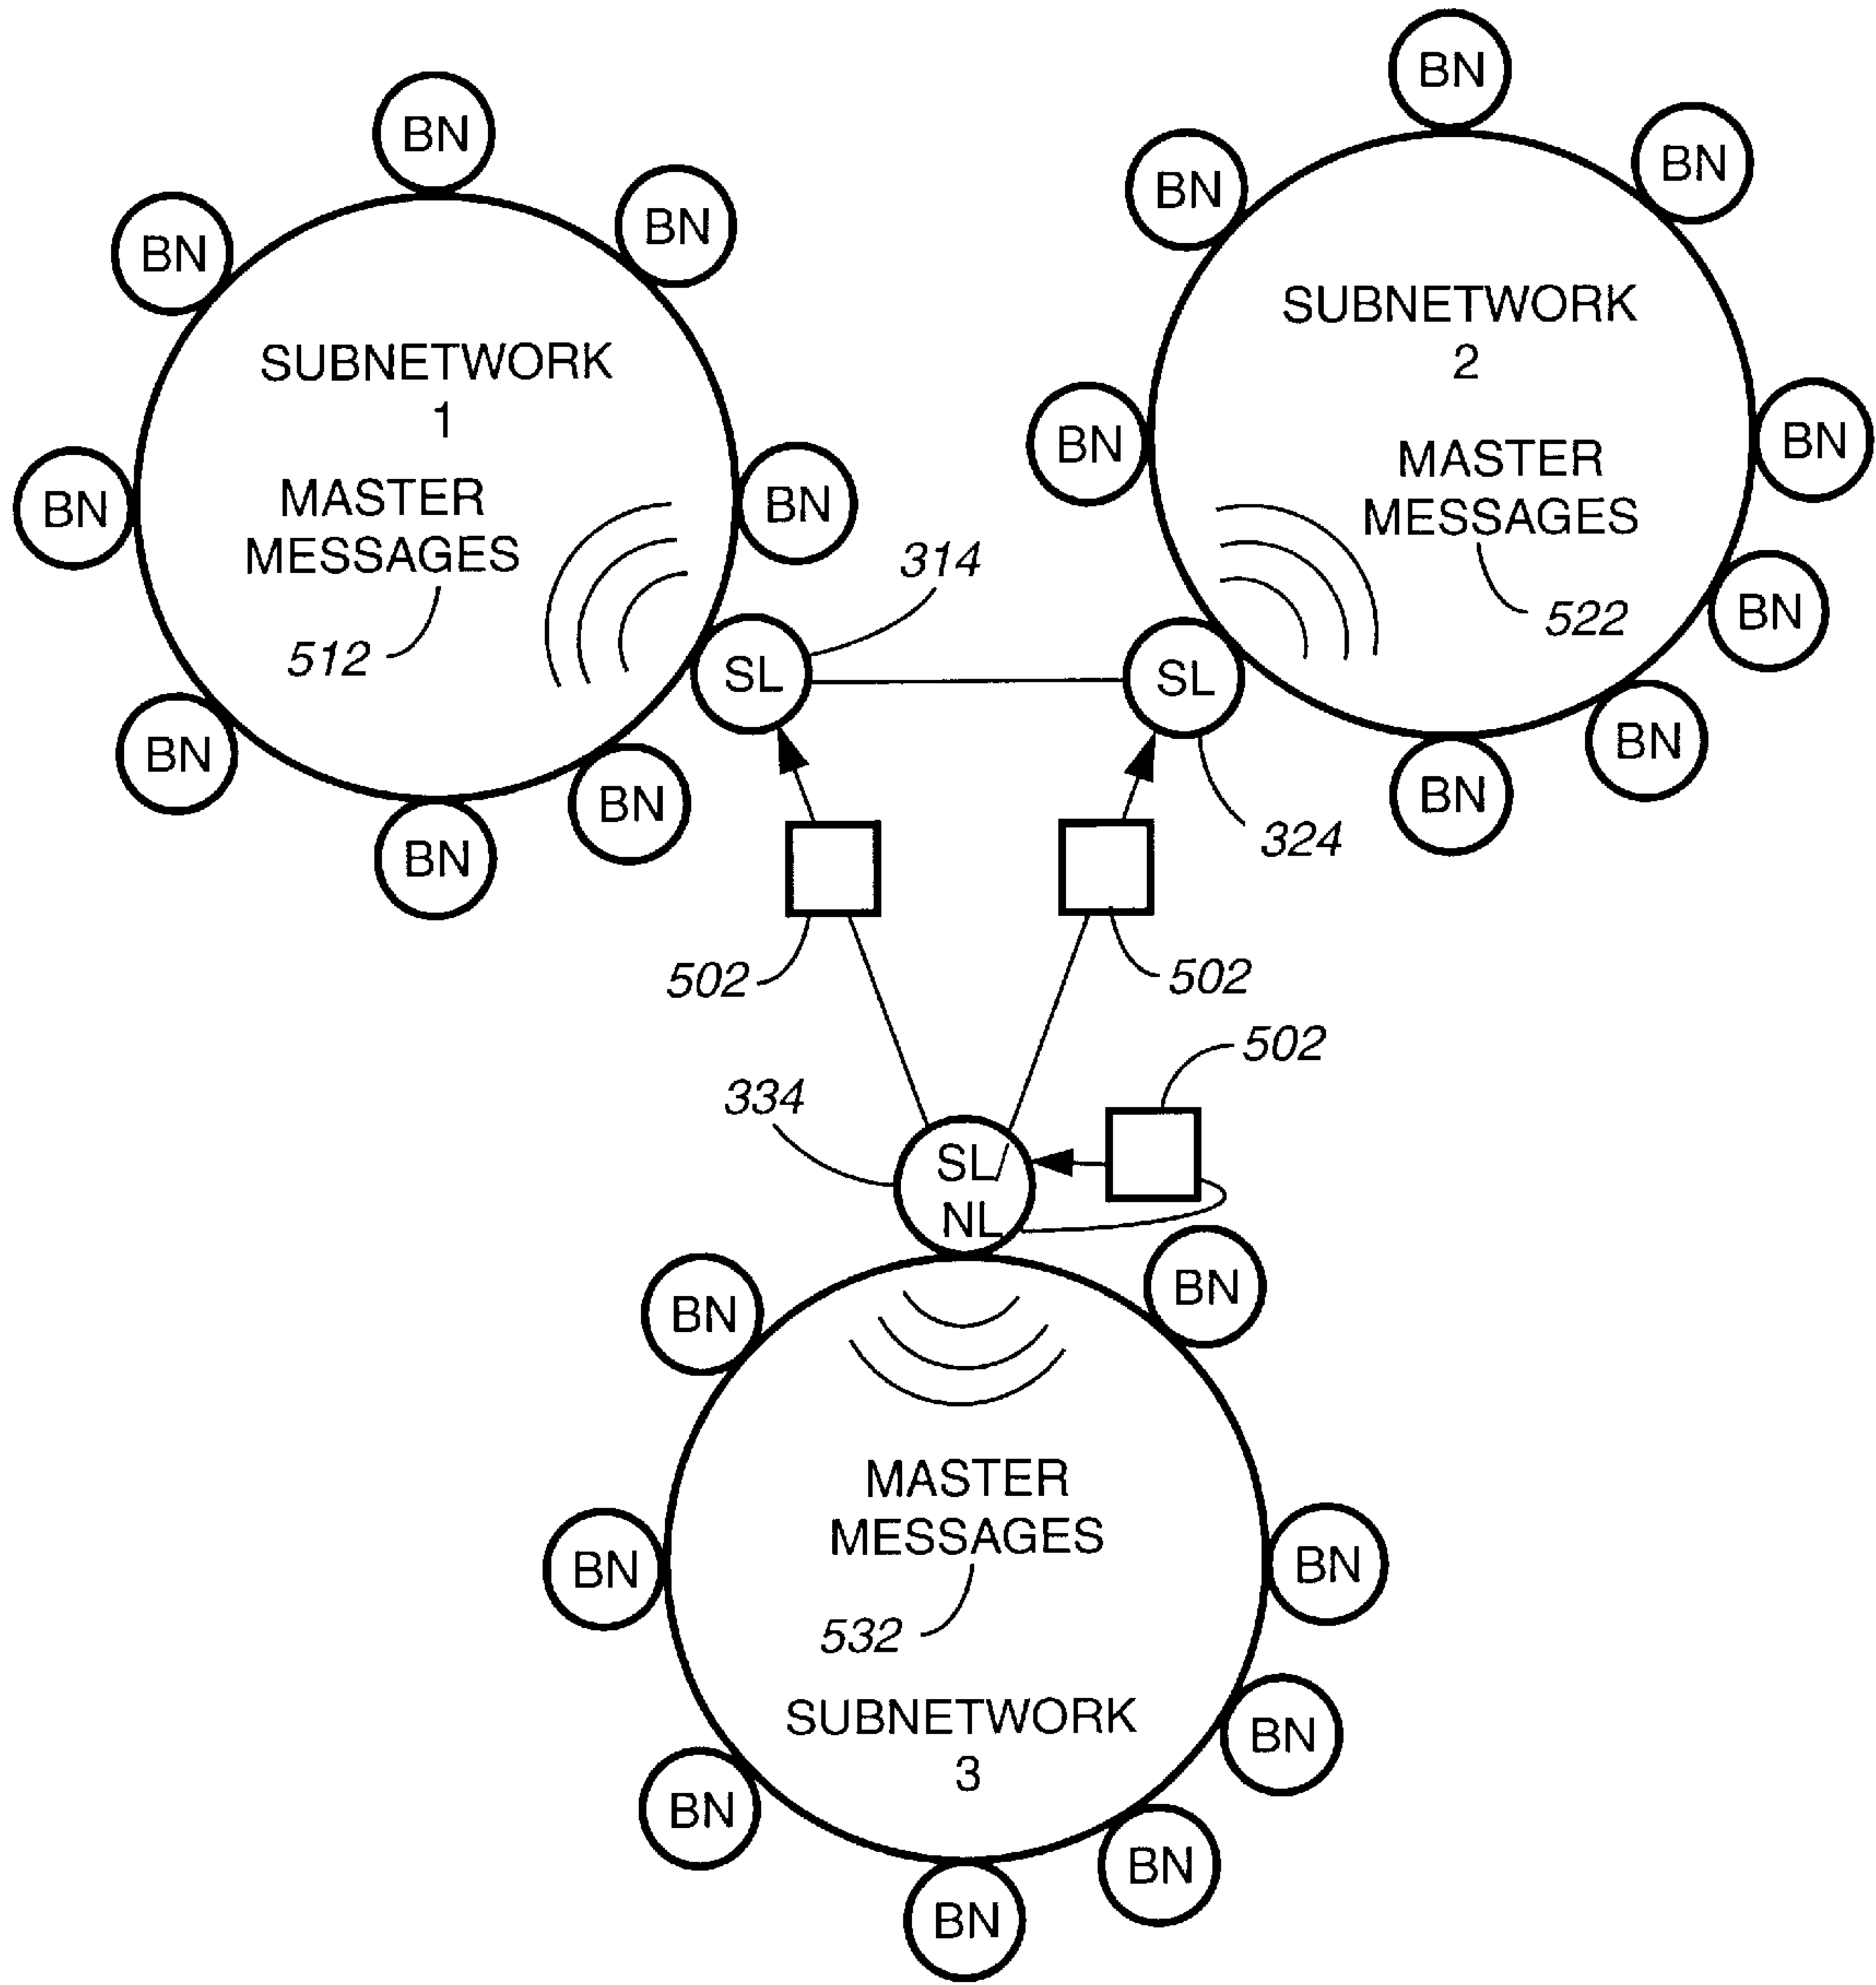 BN
BN
BN
BN
BN
BN
SUBNETWORK
1
SUBNETWORK
2
BN
BN
BN
BN
MASTER
MESSAGES
512
MASTER
MESSAGES
522
314
BN
SL
SL
BN
BN
BN
BN
BN
324
BN
502
502
502
334
SL/
NL
BN
BN
MASTER
MESSAGES
532
BN
BN
SUBNETWORK
3
BN
BN
BN
BN